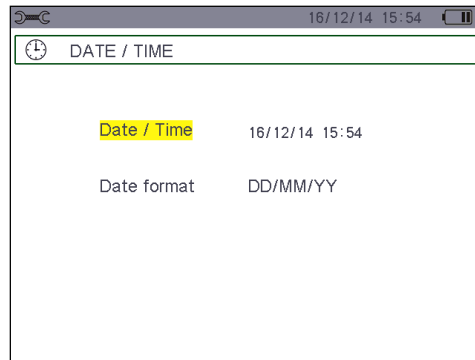 16/12/14 15:54
DATE / TIME
Date / Time 16/12/14 15:54
Date format DD/MM/YY